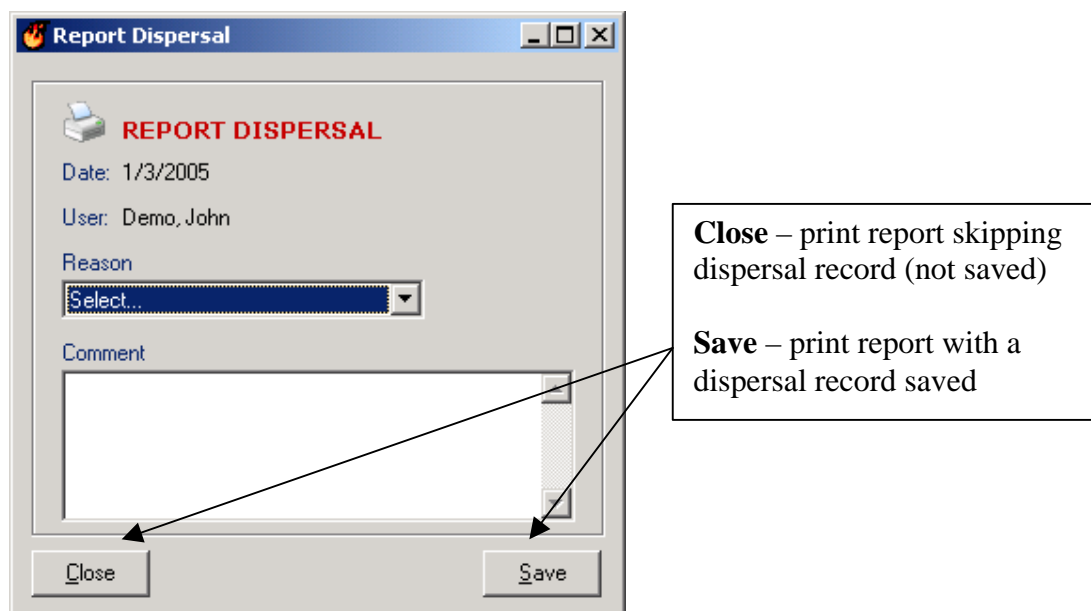 Report Dispersal
REPORT DISPERSAL
Date: 1/3/2005
User: Demo, John
Reason
Select...
Comment
Close
Save
Close – print report skipping
dispersal record (not saved)
Save – print report with a
dispersal record saved